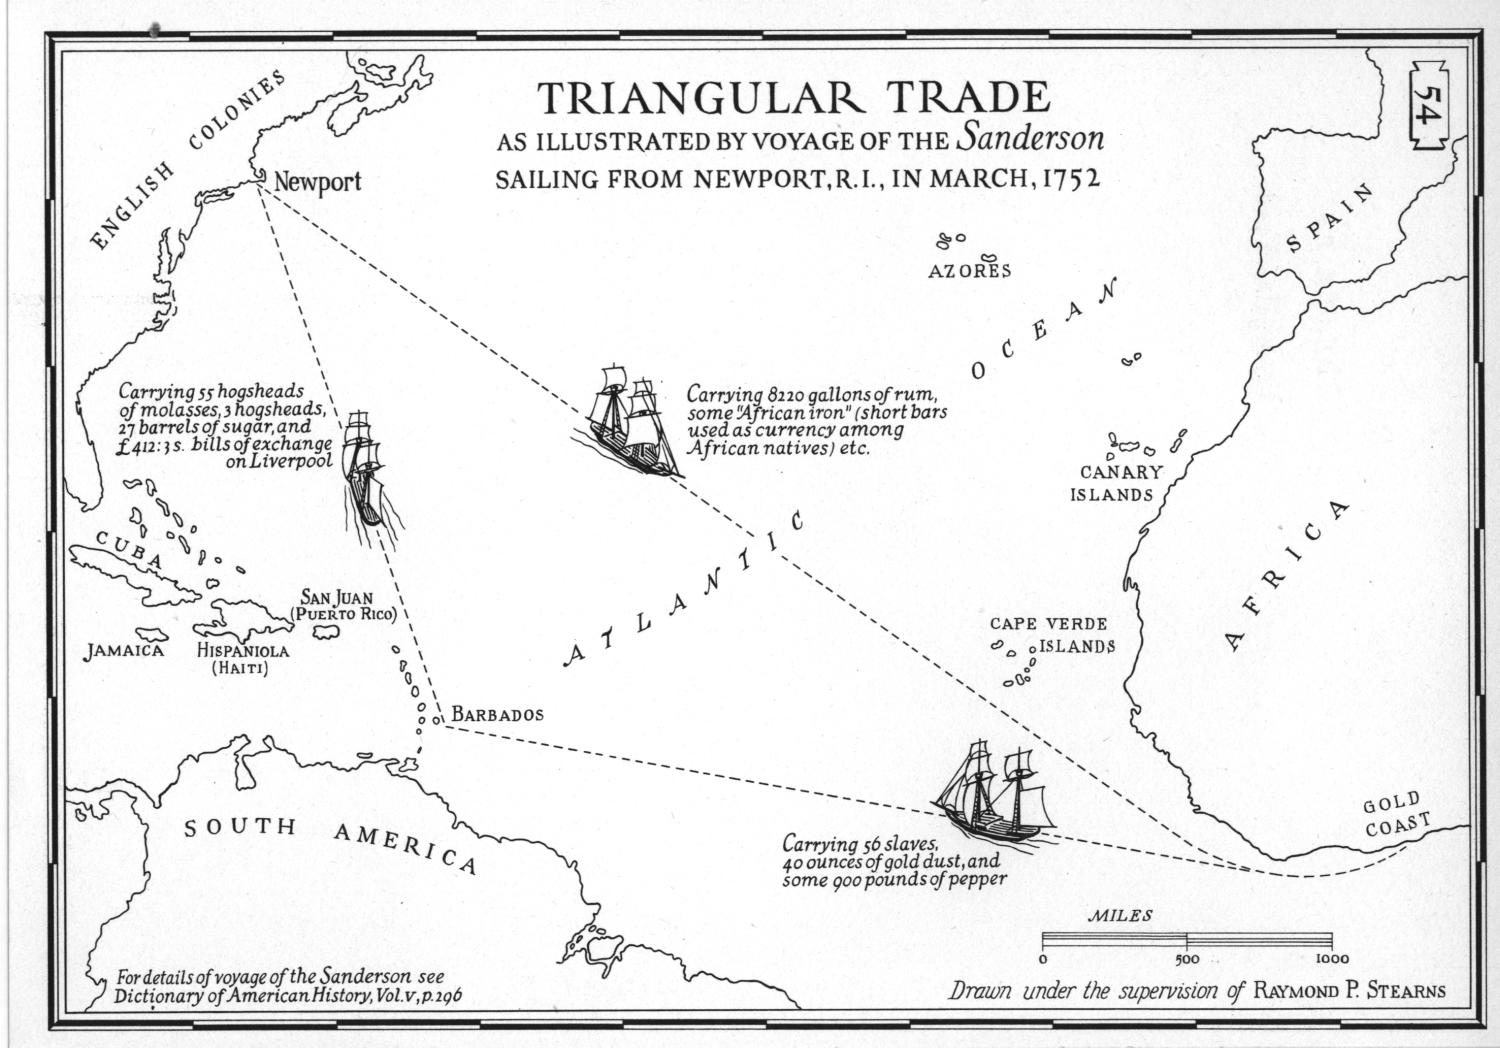 TRIANGULAR TRADE
AS ILLUSTRATED BY VOYAGE OF THE Sanderson
SAILING FROM NEWPORT, R.I., IN MARCH, 1752
54
ENGLISH COLONIES
Newport
SPAIN
AZORES
OCEAN
Carrying 55 hogsheads
of molasses, 3 hogsheads,
27 barrels of sugar, and
£412:3s. bills of exchange
on Liverpool
Carrying 8220 gallons of rum,
some "African iron" (short bars
used as currency among
African natives) etc.
CANARY
ISLANDS
ATLANTIC
AFRICA
CUBA
SAN JUAN
(PUERTO RICO)
JAMAICA
HISPANIOLA
(HAITI)
CAPE VERDE
ISLANDS
BARBADOS
GOLD
COAST
SOUTH AMERICA
Carrying 56 slaves,
40 ounces of gold dust, and
some 900 pounds of pepper
MILES
0 500 1000
For details of voyage of the Sanderson see
Dictionary of American History, Vol. V, p. 296
Drawn under the supervision of RAYMOND P. STEARNS